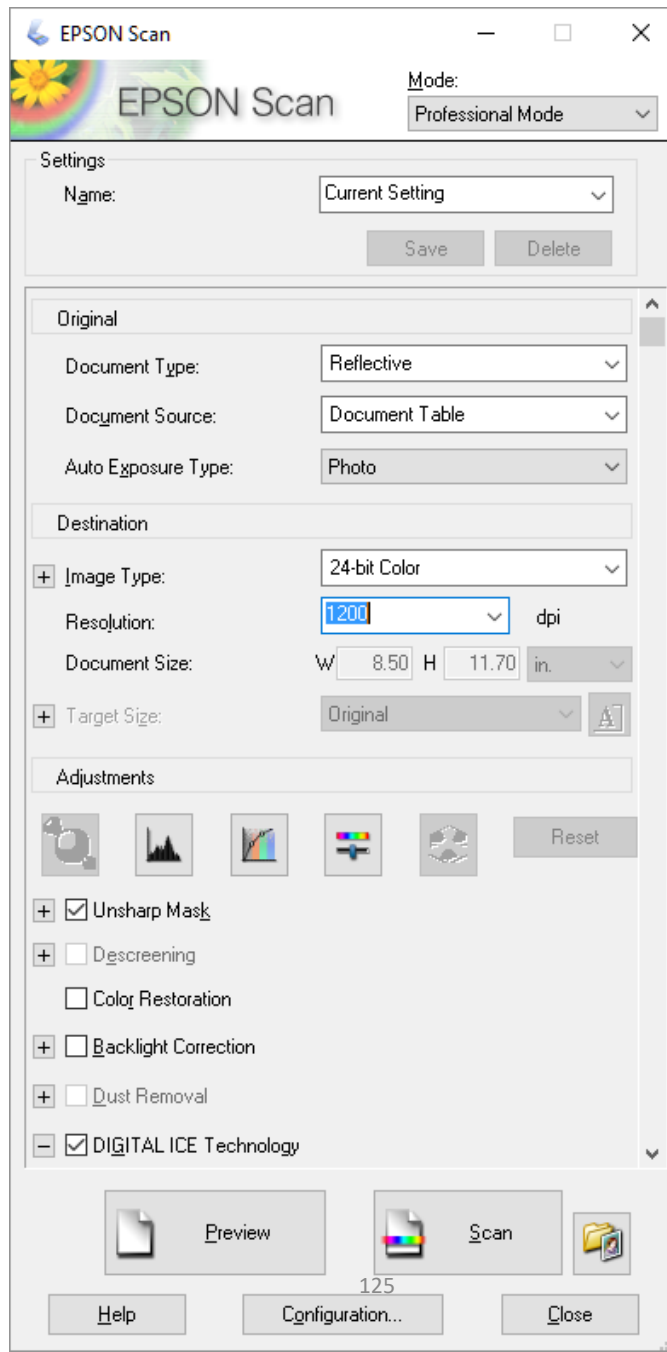 EPSON Scan
EPSON Scan
Mode:
Professional Mode
Settings
Name: Current Setting
Save Delete
Original
Document Type: Reflective
Document Source: Document Table
Auto Exposure Type: Photo
Destination
+ Image Type: 24-bit Color
Resolution: 1200 dpi
Document Size: W 8.50 H 11.70 in.
+ Target Size: Original A
Adjustments
Reset
+ Unsharp Mask
+ Descreening
Color Restoration
+ Backlight Correction
+ Dust Removal
− DIGITAL ICE Technology
Preview Scan
125
Help Configuration... Close